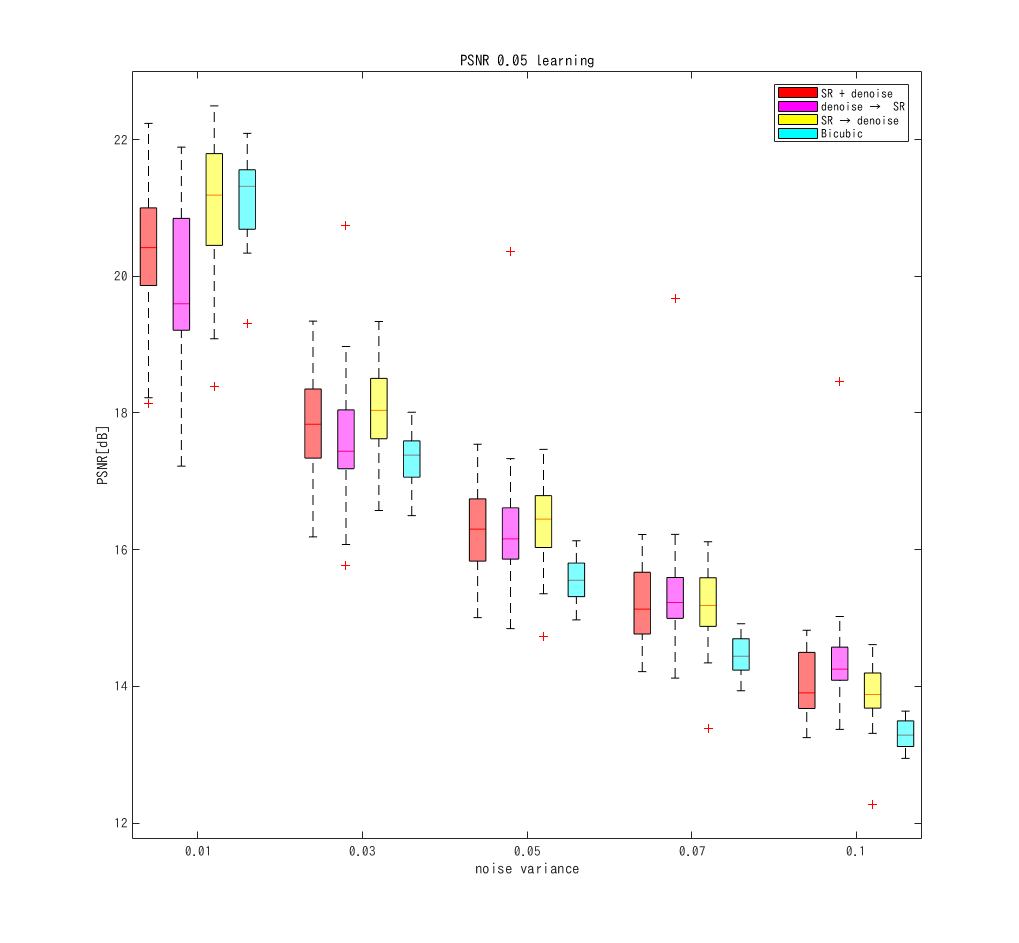 PSNR 0.05 learning
SR + denoise
denoise → SR
SR → denoise
Bicubic
22
20
18
16
14
12
PSNR[dB]
0.01
0.03
0.05
0.07
0.1
noise variance